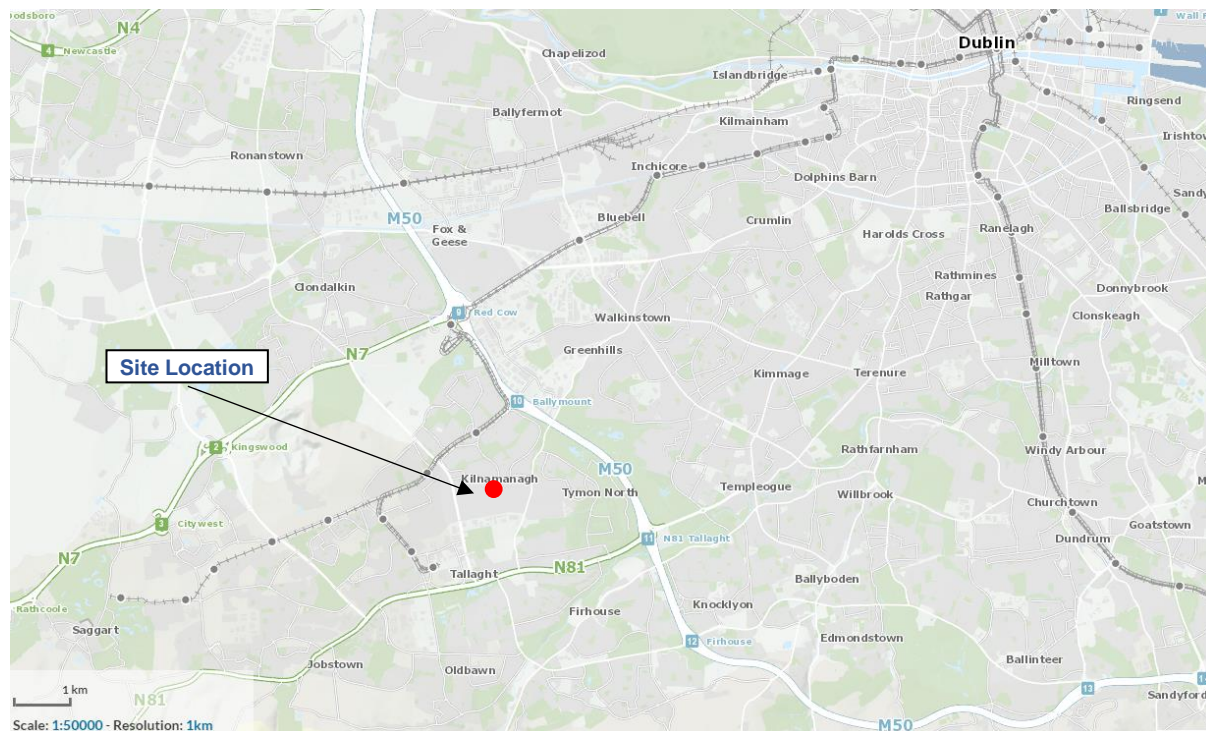 odsboro
N4
4
Newcastle
Chapelizod
Dublin
1
Wall
Islandbridge
Ballyfermot
Ringsend
Kilmainham
Irishtow
Ronanstown
Inchicore
Dolphins Barn
Sandy
M50
Bluebell
Crumlin
Ballsbridge
Fox &
Geese
Harolds Cross
Ranelagh
Rathmines
Clondalkin
Rathgar
Donnybrook
9
Red Cow
Walkinstown
Clonskeagh
N7
Greenhills
Milltown
Site Location
Kimmage
Terenure
10
Ballymount
2
Kingswood
Rathfarnham
Windy Arbour
M50
Kilnamanagh
Tymon North
Templeogue
Willbrook
Churchtown
3
Citywest
Goatstown
11
N81 Tallaght
Dundrum
N7
N81
Tallaght
Ballyboden
Rathcoole
Firhouse
Knocklyon
Saggart
12
Firhouse
Edmondstown
Jobstown
Oldbawn
Ballinteer
1 km
N81
13
Sandyford
Scale: 1:50000 - Resolution: 1km
M50